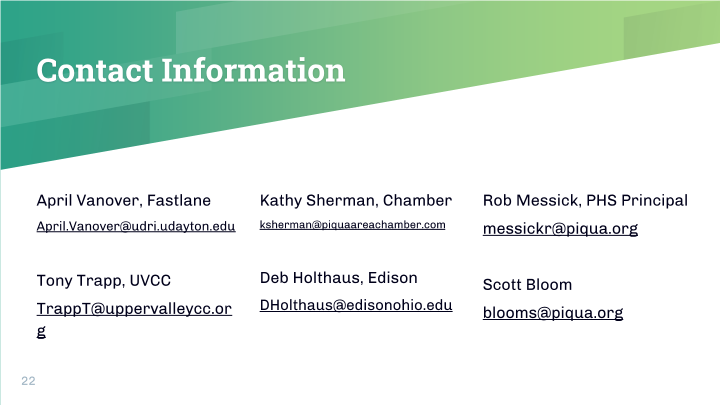 Contact Information
April Vanover, Fastlane
April.Vanover@udri.udayton.edu
Tony Trapp, UVCC
TrappT@uppervalleycc.or
g
Kathy Sherman, Chamber
ksherman@piquaareachamber.com
Deb Holthaus, Edison
DHolthaus@edisonohio.edu
Rob Messick, PHS Principal
messickr@piqua.org
Scott Bloom
blooms@piqua.org
22